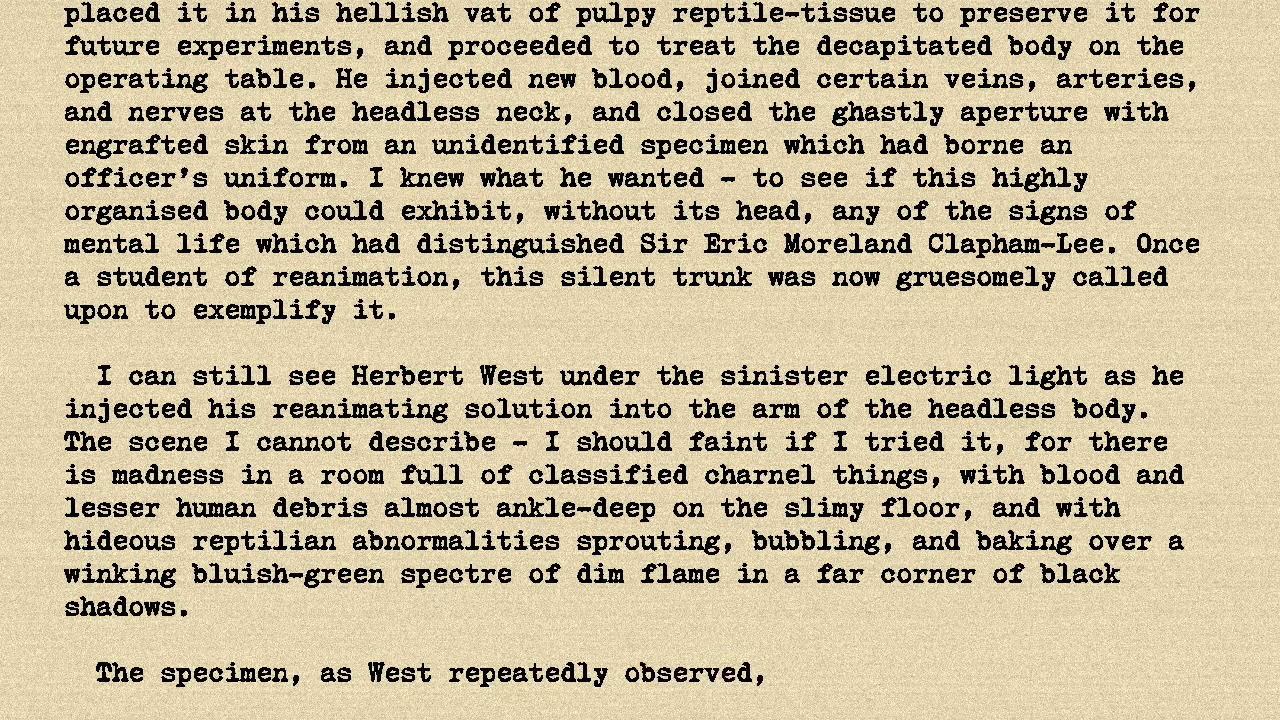 placed it in his hellish vat of pulpy reptile-tissue to preserve it for
future experiments, and proceeded to treat the decapitated body on the
operating table. He injected new blood, joined certain veins, arteries,
and nerves at the headless neck, and closed the ghastly aperture with
engrafted skin from an unidentified specimen which had borne an
officer's uniform. I knew what he wanted – to see if this highly
organised body could exhibit, without its head, any of the signs of
mental life which had distinguished Sir Eric Moreland Clapham-Lee. Once
a student of reanimation, this silent trunk was now gruesomely called
upon to exemplify it.
I can still see Herbert West under the sinister electric light as he
injected his reanimating solution into the arm of the headless body.
The scene I cannot describe – I should faint if I tried it, for there
is madness in a room full of classified charnel things, with blood and
lesser human debris almost ankle-deep on the slimy floor, and with
hideous reptilian abnormalities sprouting, bubbling, and baking over a
winking bluish-green spectre of dim flame in a far corner of black
shadows.
The specimen, as West repeatedly observed,